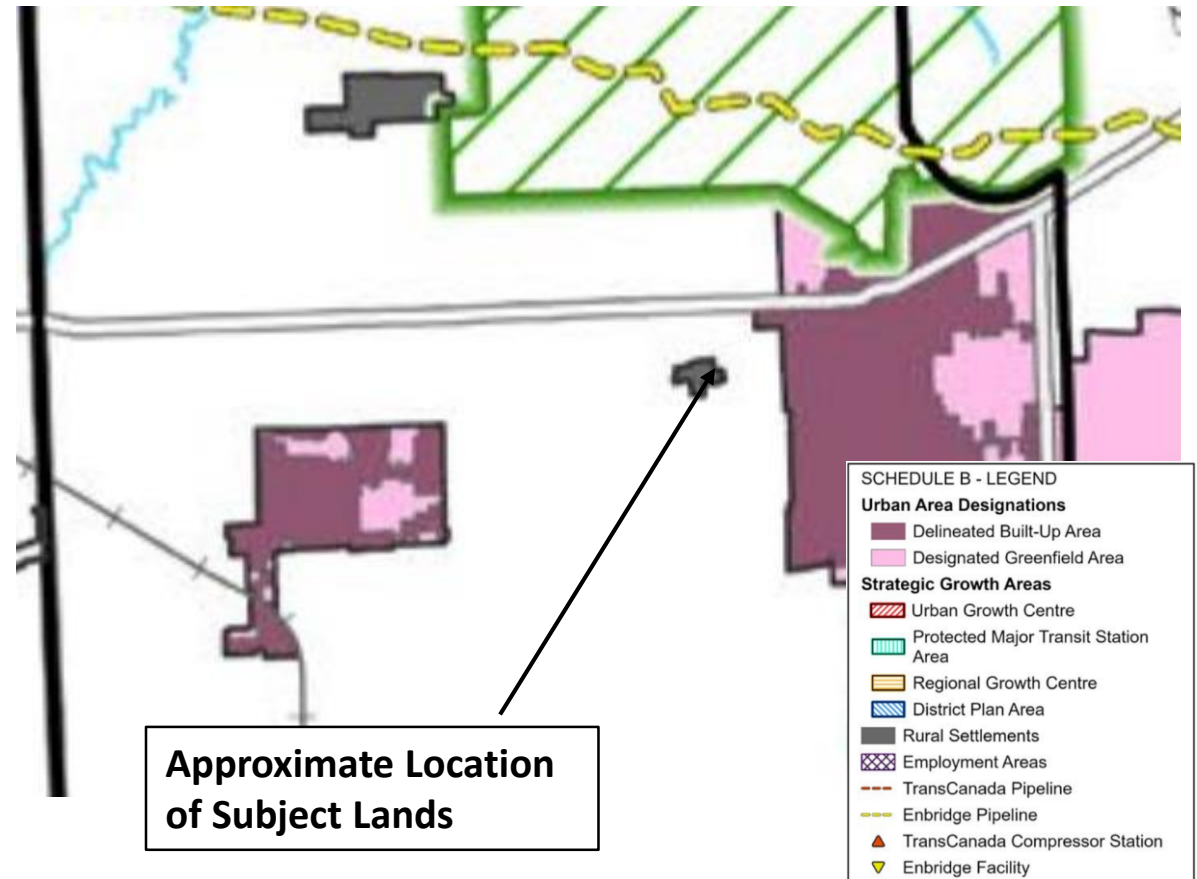 SCHEDULE B - LEGEND
Urban Area Designations
Delineated Built-Up Area
Designated Greenfield Area
Strategic Growth Areas
Urban Growth Centre
Protected Major Transit Station
Area
Regional Growth Centre
District Plan Area
Rural Settlements
Employment Areas
TransCanada Pipeline
Enbridge Pipeline
TransCanada Compressor Station
Enbridge Facility
Approximate Location
of Subject Lands